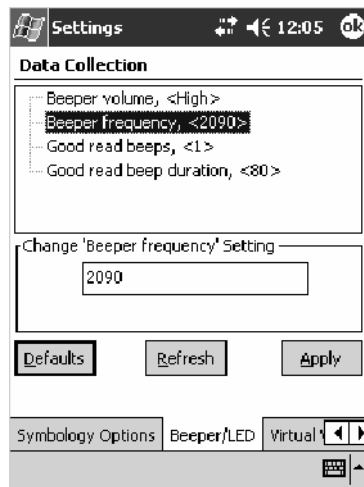 Settings 12:05 ok
Data Collection
Beeper volume, <High>
Beeper frequency, <2090>
Good read beeps, <1>
Good read beep duration, <80>
Change 'Beeper frequency' Setting
2090
Defaults Refresh Apply
Symbology Options Beeper/LED Virtual